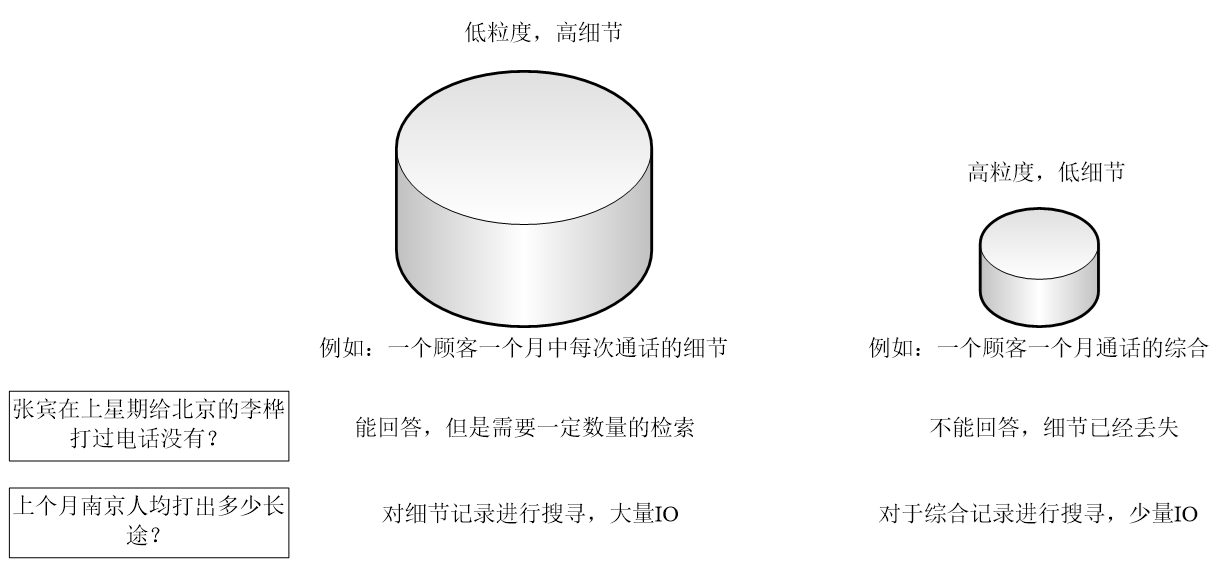 低粒度，高细节
高粒度，低细节
例如：一个顾客一个月中每次通话的细节
例如：一个顾客一个月通话的综合
张宾在上星期给北京的李桦
打过电话没有？
能回答，但是需要一定数量的检索
不能回答，细节已经丢失
上个月南京人均打出多少长
途？
对细节记录进行搜寻，大量IO
对于综合记录进行搜寻，少量IO